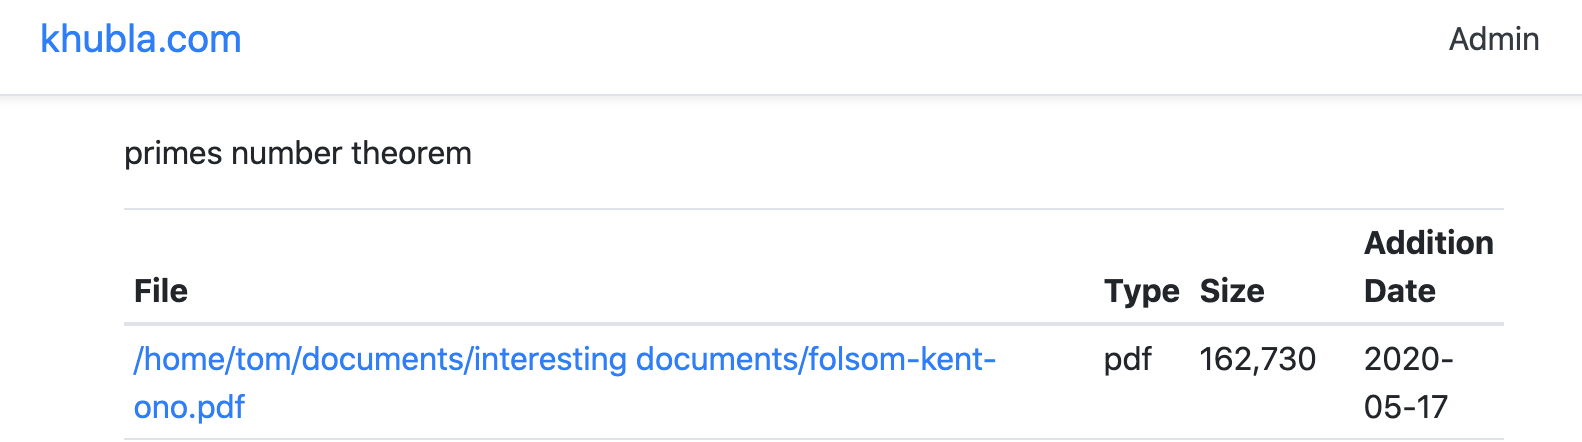 khubla.com Admin
primes number theorem
Addition
File Type Size Date
/home/tom/documents/interesting documents/folsom-kent- pdf 162,730 2020-
ono.pdf 05-17